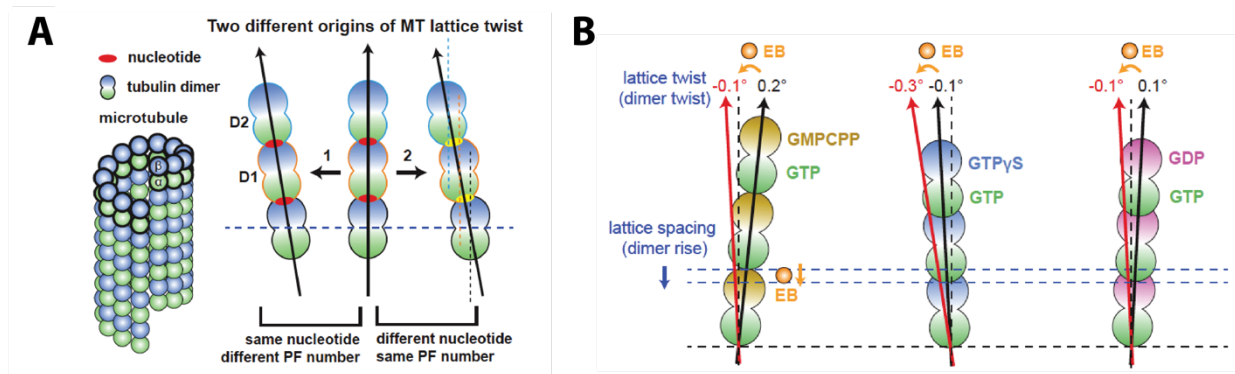 A
Two different origins of MT lattice twist
nucleotide
tubulin dimer
microtubule
β
α
D2
D1
1
2
same nucleotide
different PF number
different nucleotide
same PF number
B
EB
EB
EB
lattice twist
(dimer twist)
-0.1° 0.2°
-0.3° -0.1°
-0.1° 0.1°
GMPCPP
GTP
GTPγS
GTP
GDP
GTP
lattice spacing
(dimer rise)
EB